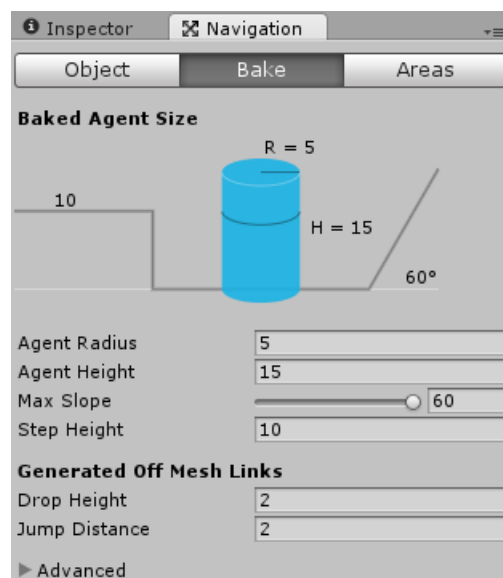 Inspector Navigation
Object Bake Areas
Baked Agent Size
R = 5
10
H = 15
60°
Agent Radius 5
Agent Height 15
Max Slope 60
Step Height 10
Generated Off Mesh Links
Drop Height 2
Jump Distance 2
Advanced